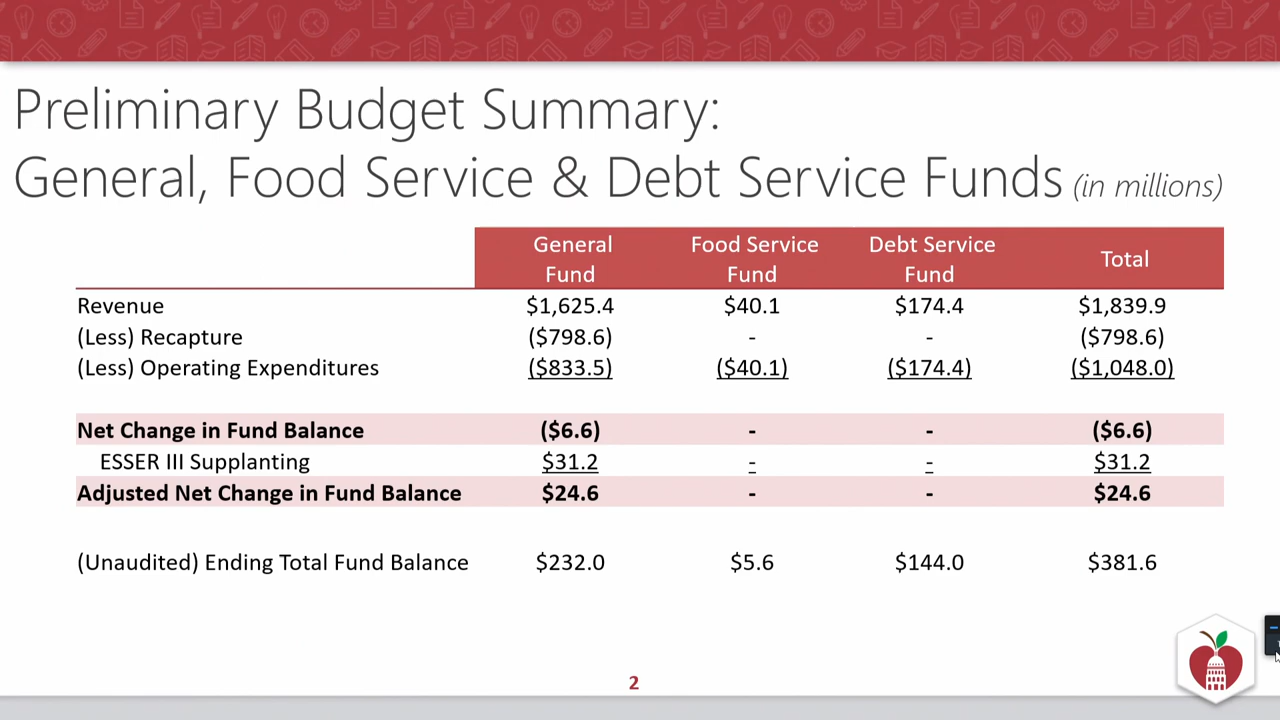 Preliminary Budget Summary:
General, Food Service & Debt Service Funds (in millions)
General Fund Food Service Fund Debt Service Fund Total
Revenue $1,625.4 $40.1 $174.4 $1,839.9
(Less) Recapture ($798.6) - - ($798.6)
(Less) Operating Expenditures ($833.5) ($40.1) ($174.4) ($1,048.0)
Net Change in Fund Balance ($6.6) - - ($6.6)
ESSER III Supplanting $31.2 - - $31.2
Adjusted Net Change in Fund Balance $24.6 - - $24.6
(Unaudited) Ending Total Fund Balance $232.0 $5.6 $144.0 $381.6
2